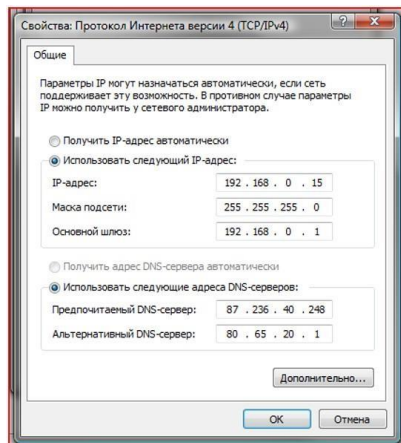 Свойства: Протокол Интернета версии 4 (TCP/IPv4)
Общие
Параметры IP могут назначаться автоматически, если сеть
поддерживает эту возможность. В противном случае параметры
IP можно получить у сетевого администратора.
Получить IP-адрес автоматически
Использовать следующий IP-адрес:
IP-адрес: 192 . 168 . 0 . 15
Маска подсети: 255 . 255 . 255 . 0
Основной шлюз: 192 . 168 . 0 . 1
Получить адрес DNS-сервера автоматически
Использовать следующие адреса DNS-серверов:
Предпочитаемый DNS-сервер: 87 . 236 . 40 . 248
Альтернативный DNS-сервер: 80 . 65 . 20 . 1
Дополнительно...
ОК Отмена